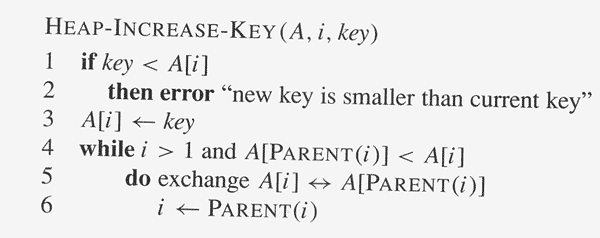 HEAP-INCREASE-KEY(A, i, key)
1 if key < A[i]
2 then error “new key is smaller than current key”
3 A[i] ← key
4 while i > 1 and A[PARENT(i)] < A[i]
5 do exchange A[i] ↔ A[PARENT(i)]
6 i ← PARENT(i)